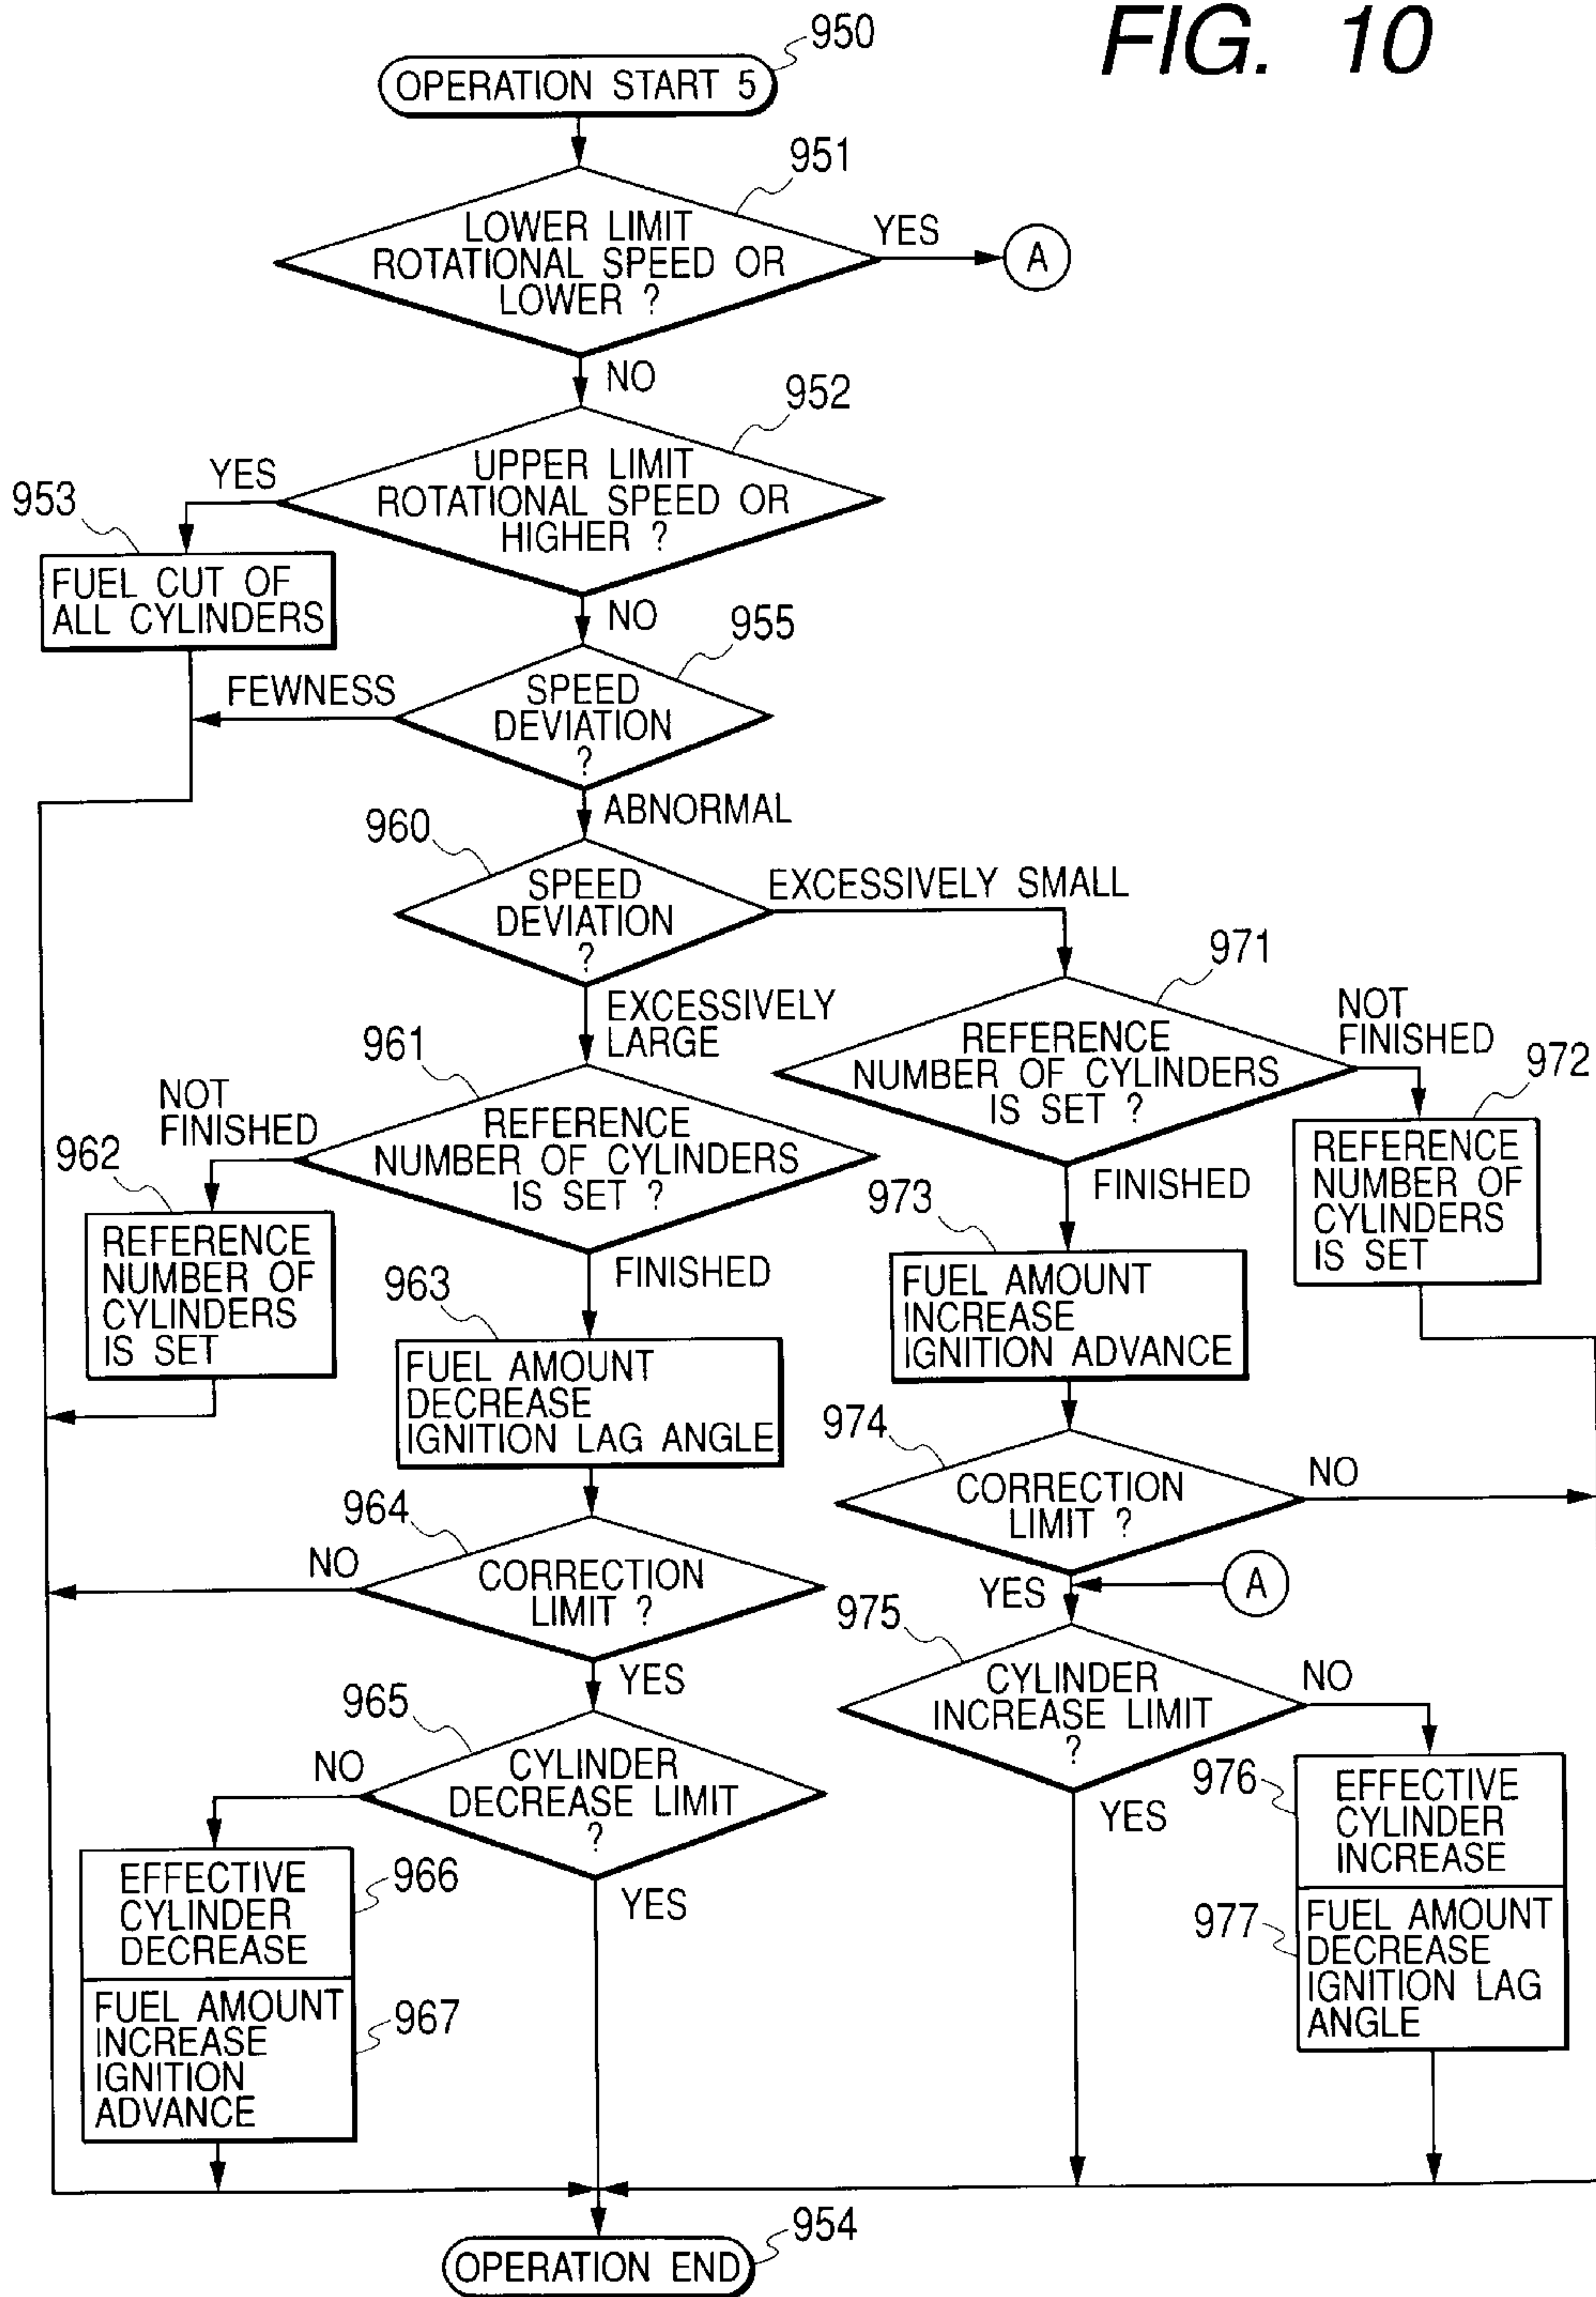 FIG. 10
950
OPERATION START 5
951
LOWER LIMIT
ROTATIONAL SPEED OR
LOWER ?
YES
A
NO
952
UPPER LIMIT
ROTATIONAL SPEED OR
HIGHER ?
YES
953
FUEL CUT OF
ALL CYLINDERS
NO
955
SPEED
DEVIATION
?
FEWNESS
ABNORMAL
960
SPEED
DEVIATION
?
EXCESSIVELY SMALL
EXCESSIVELY
LARGE
961
REFERENCE
NUMBER OF CYLINDERS
IS SET ?
NOT
FINISHED
962
REFERENCE
NUMBER OF
CYLINDERS
IS SET
FINISHED
963
FUEL AMOUNT
DECREASE
IGNITION LAG ANGLE
964
CORRECTION
LIMIT ?
NO
YES
965
CYLINDER
DECREASE LIMIT
?
NO
YES
EFFECTIVE
CYLINDER
DECREASE
966
FUEL AMOUNT
INCREASE
IGNITION
ADVANCE
967
971
REFERENCE
NUMBER OF CYLINDERS
IS SET ?
NOT
FINISHED
972
REFERENCE
NUMBER OF
CYLINDERS
IS SET
FINISHED
973
FUEL AMOUNT
INCREASE
IGNITION ADVANCE
974
CORRECTION
LIMIT ?
NO
YES
A
975
CYLINDER
INCREASE LIMIT
?
NO
YES
976
EFFECTIVE
CYLINDER
INCREASE
977
FUEL AMOUNT
DECREASE
IGNITION LAG
ANGLE
954
OPERATION END